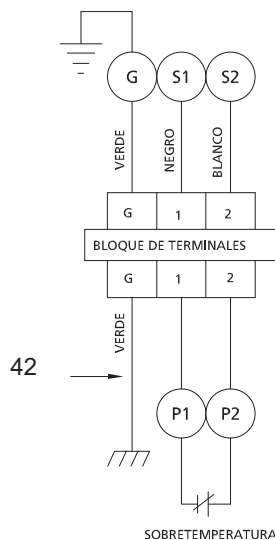 G S1 S2
VERDE NEGRO BLANCO
G 1 2
BLOQUE DE TERMINALES
G 1 2
VERDE
42
P1 P2
SOBRETEMPERATURA